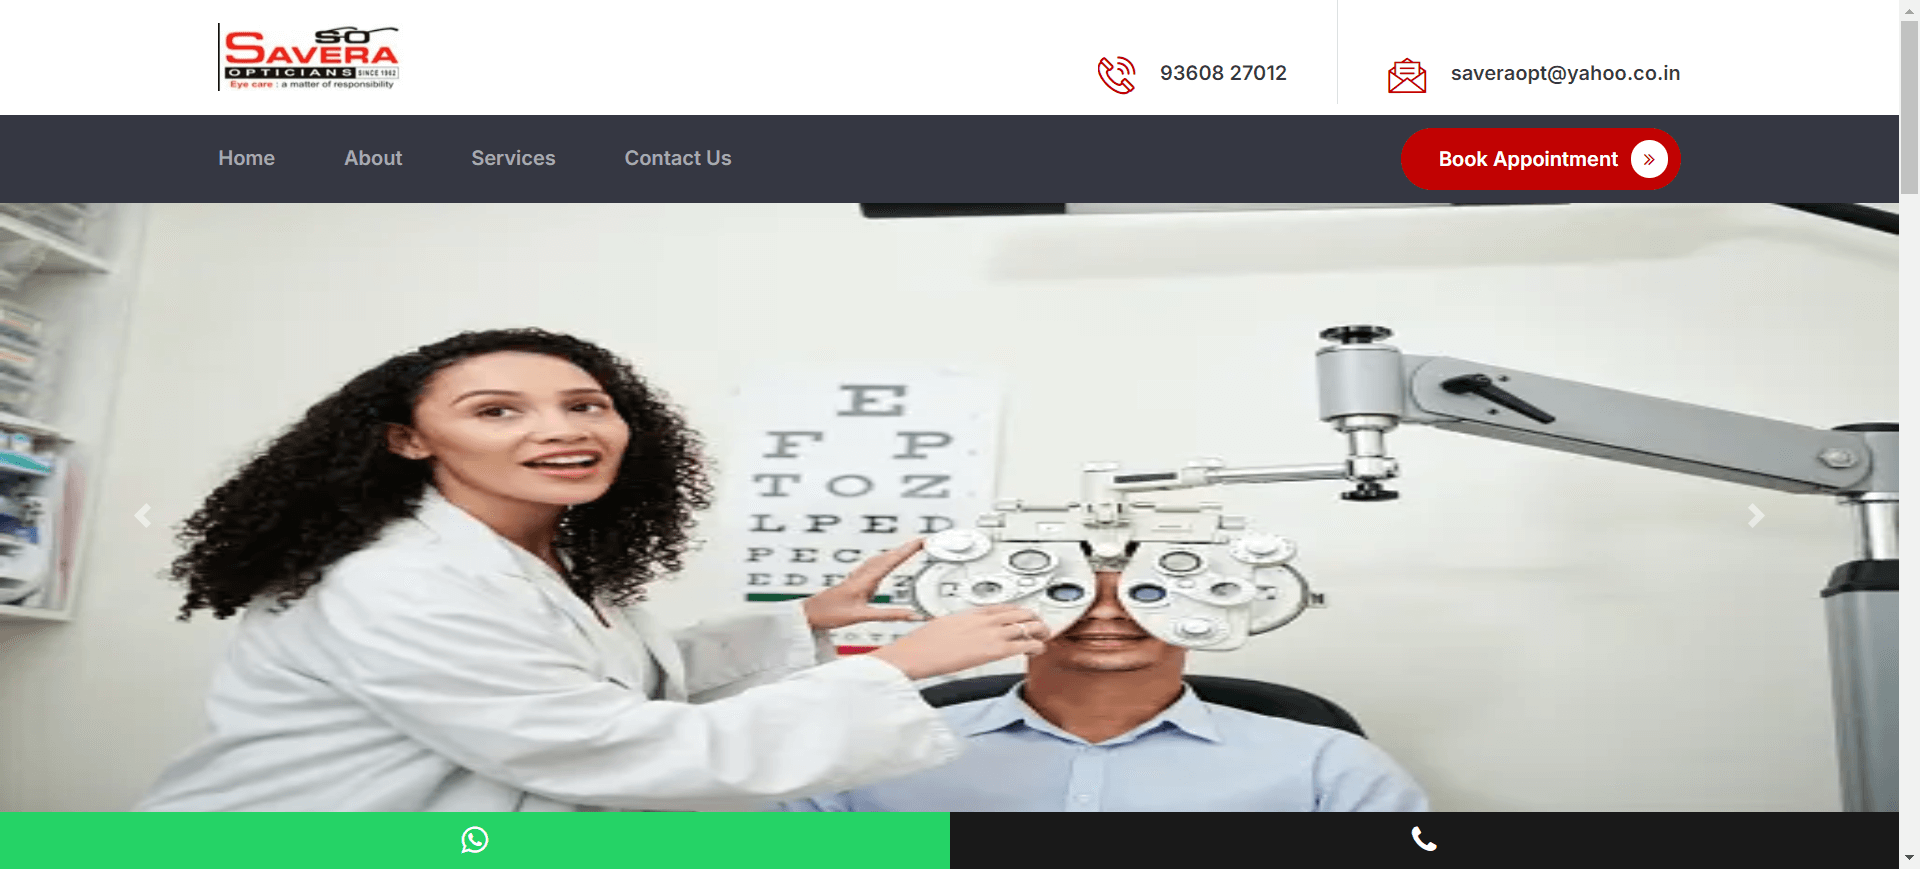 SO
SAVERA
OPTICIANS SINCE 1982
Eye care : a matter of responsibility
93608 27012
saveraopt@yahoo.co.in
Home
About
Services
Contact Us
Book Appointment
E
F P
T O Z
L P E D
P E C
E D F